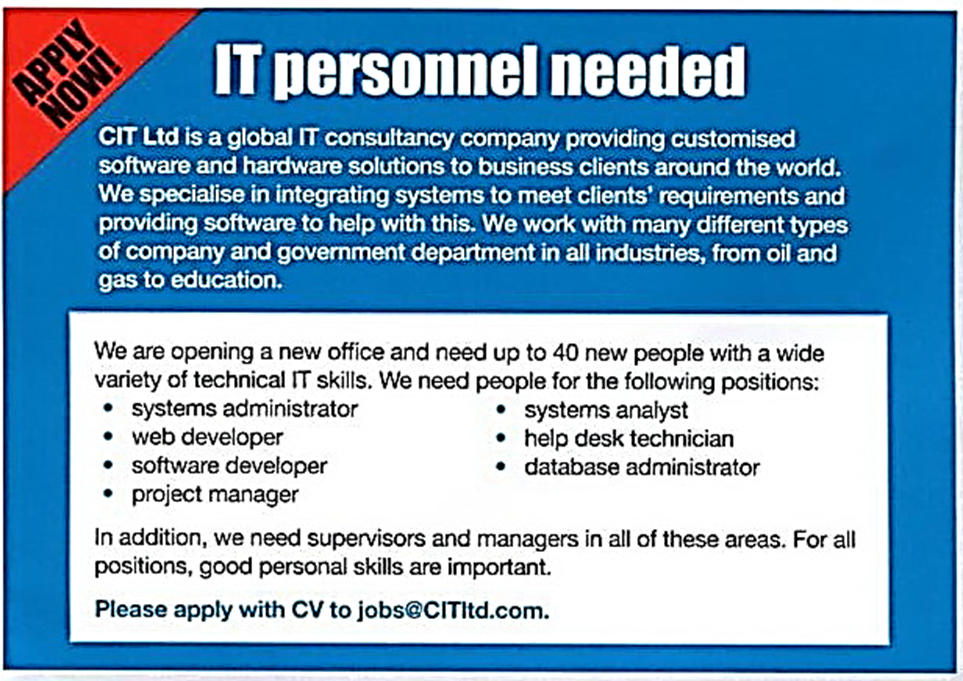 APPLY
NOW!
IT personnel needed
CIT Ltd is a global IT consultancy company providing customised
software and hardware solutions to business clients around the world.
We specialise in integrating systems to meet clients' requirements and
providing software to help with this. We work with many different types
of company and government department in all industries, from oil and
gas to education.
We are opening a new office and need up to 40 new people with a wide
variety of technical IT skills. We need people for the following positions:
• systems administrator
• web developer
• software developer
• project manager
• systems analyst
• help desk technician
• database administrator
In addition, we need supervisors and managers in all of these areas. For all
positions, good personal skills are important.
Please apply with CV to jobs@CITltd.com.